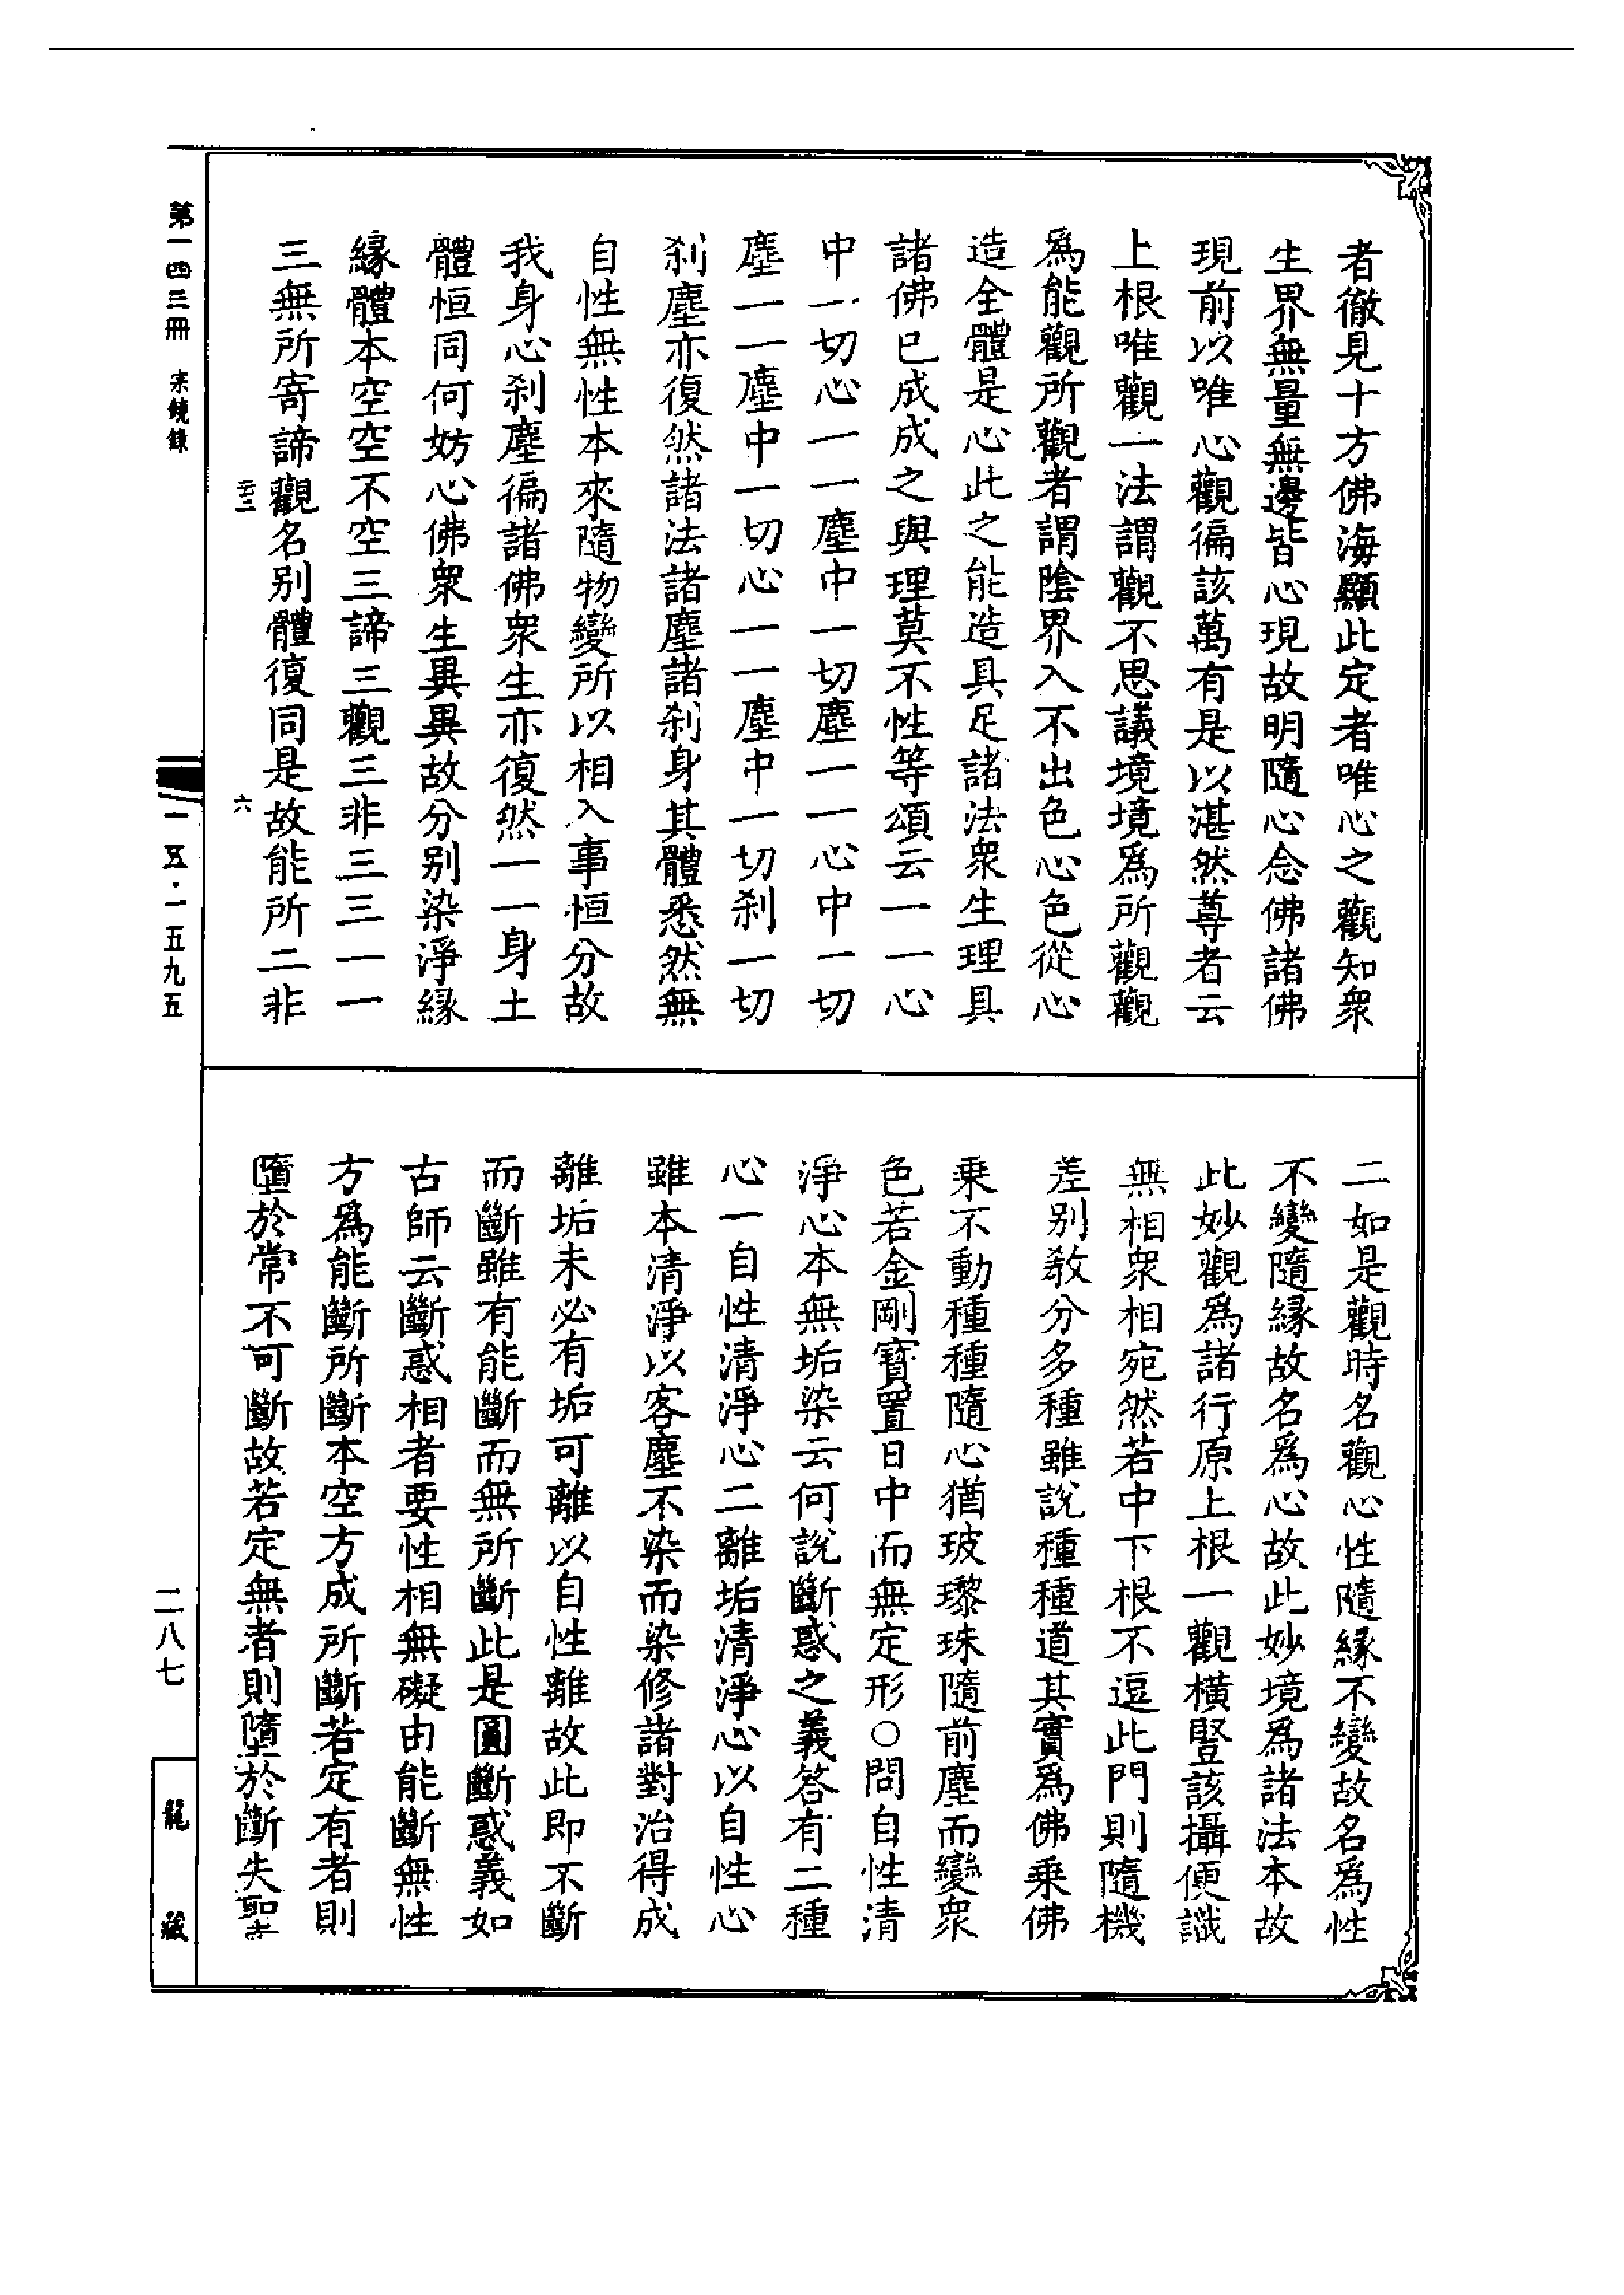 者徹見十方佛海顯此定者唯心之觀知衆
生界無量無邊皆心現故明隨心念佛諸佛
現前以唯心觀徧該萬有是以湛然尊者云
上根唯觀一法謂觀不思議境境爲所觀觀
爲能觀所觀者謂陰界入不出色心色從心
造全體是心此之能造具足諸法衆生理具
諸佛已成成之與理莫不性等頌云一一心
中一切心一一塵中一切塵一一心中一切
塵一一塵中一切心一一塵中一切刹一切
刹塵亦復然諸法諸塵諸刹身其體悉然無
自性無性本來隨物變所以相入事恒分故
我身心刹塵徧諸佛衆生亦復然一一身土
體恒同何妨心佛衆生異異故分別染淨緣
緣體本空空不空三諦三觀三非三三一一
三無所寄諦觀名別體復同是故能所二非
二如是觀時名觀心性隨緣不變故名爲性
不變隨緣故名爲心故此妙境爲諸法本故
此妙觀爲諸行原上根一觀橫豎該攝便識
無相衆相宛然若中下根不逗此門則隨機
差別教分多種雖說種種道其實爲佛乗佛
乗不動種種隨心猶玻瓈珠隨前塵而變衆
色若金剛寶置日中而無定形○問自性清
淨心本無垢染云何說斷惑之義答有二種
心一自性清淨心二離垢清淨心以自性心
雖本清淨以客塵不染而染修諸對治得成
離垢未必有垢可離以自性離故此即不斷
而斷雖有能斷而無所斷此是圓斷惑義如
古師云斷惑相者要性相無礙由能斷無性
方爲能斷所斷本空方成所斷若定有者則
墮於常不可斷故若定無者則墮於斷失聖
第一四三冊 宗鏡錄
一一五·一五九五
二八七
龍藏
六